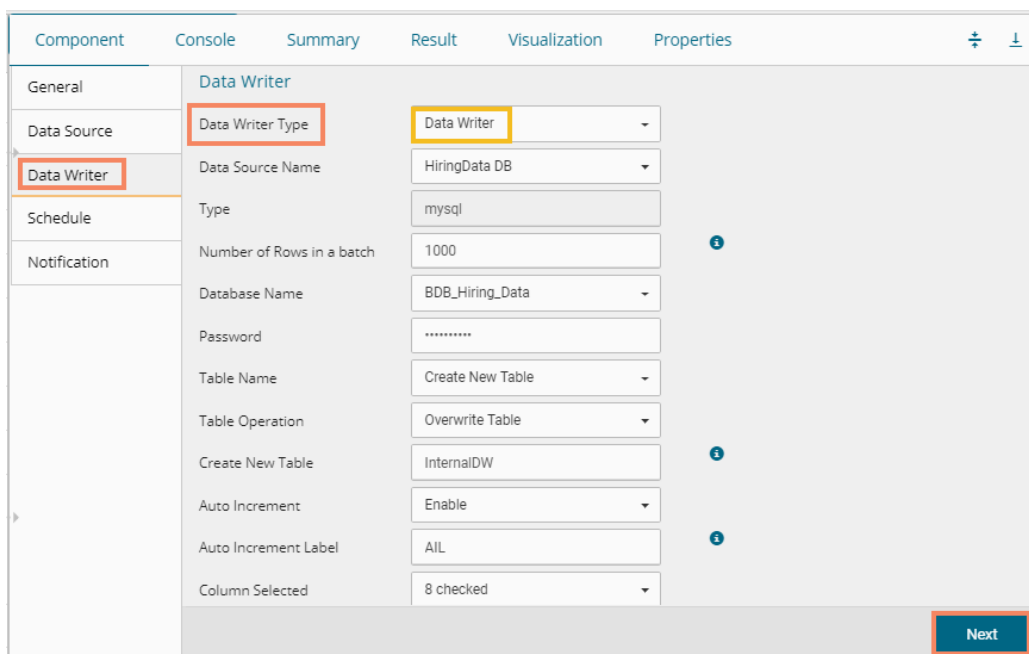 Component Console Summary Result Visualization Properties
General
Data Source
Data Writer
Schedule
Notification
Data Writer
Data Writer Type Data Writer
Data Source Name HiringData DB
Type mysql
Number of Rows in a batch 1000
Database Name BDB_Hiring_Data
Password ••••••••••
Table Name Create New Table
Table Operation Overwrite Table
Create New Table InternalDW
Auto Increment Enable
Auto Increment Label AIL
Column Selected 8 checked
Next